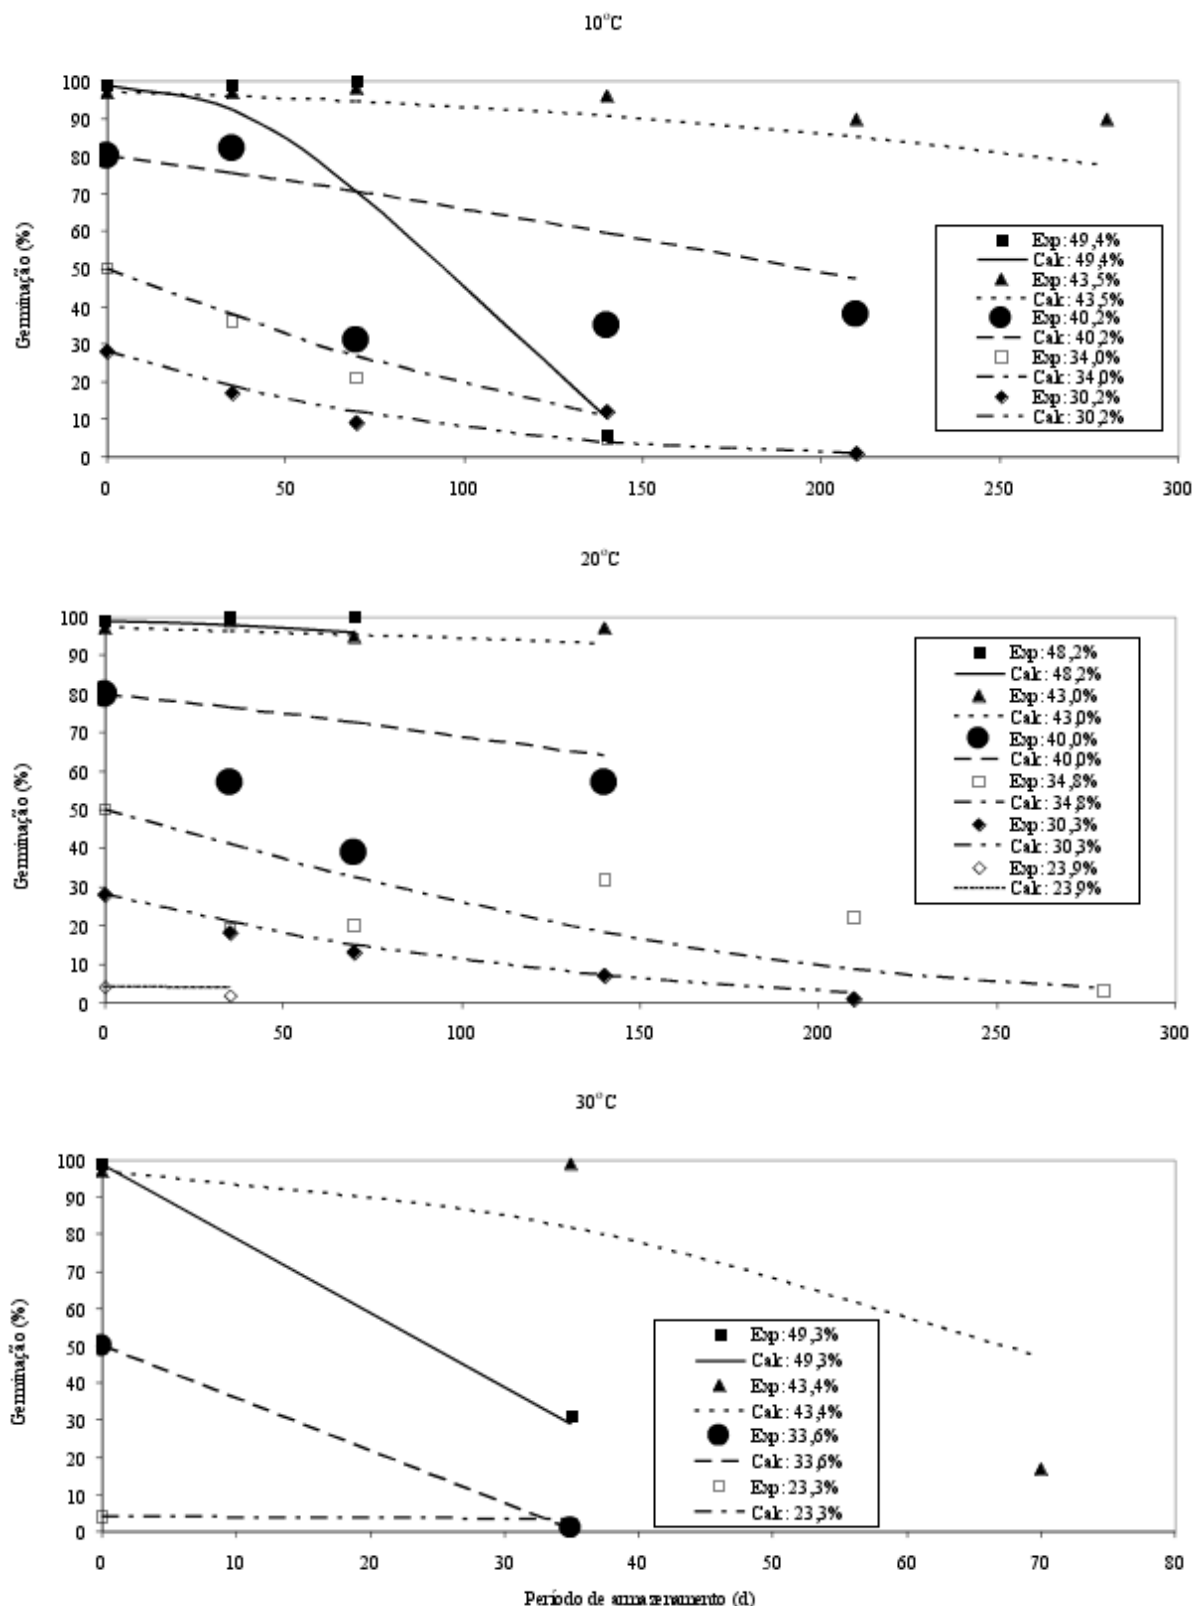 10°C
Germinação (%)
100
90
80
70
60
50
40
30
20
10
0
0 50 100 150 200 250 300
Exp: 49,4%
Calc: 49,4%
Exp: 43,5%
Calc: 43,5%
Exp: 40,2%
Calc: 40,2%
Exp: 34,0%
Calc: 34,0%
Exp: 30,2%
Calc: 30,2%
20°C
Germinação (%)
100
90
80
70
60
50
40
30
20
10
0
0 50 100 150 200 250 300
Exp: 48,2%
Calc: 48,2%
Exp: 43,0%
Calc: 43,0%
Exp: 40,0%
Calc: 40,0%
Exp: 34,8%
Calc: 34,8%
Exp: 30,3%
Calc: 30,3%
Exp: 23,9%
Calc: 23,9%
30°C
Germinação (%)
100
90
80
70
60
50
40
30
20
10
0
0 10 20 30 40 50 60 70 80
Exp: 49,3%
Calc: 49,3%
Exp: 43,4%
Calc: 43,4%
Exp: 33,6%
Calc: 33,6%
Exp: 23,3%
Calc: 23,3%
Período de armazenamento (d)